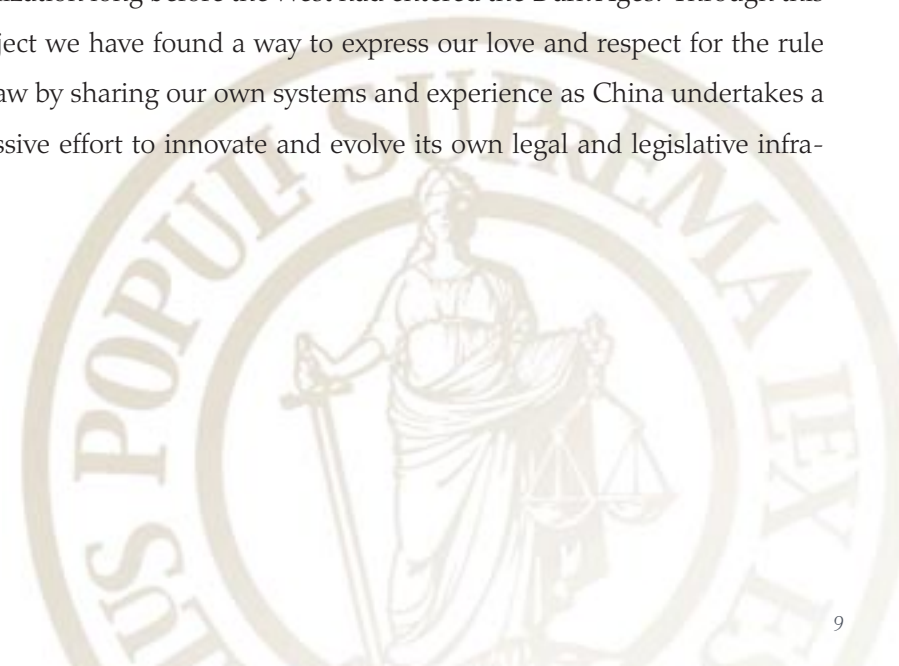 ization long before the West had entered the Dark Ages. Through this
ject we have found a way to express our love and respect for the rule
aw by sharing our own systems and experience as China undertakes a
ssive effort to innovate and evolve its own legal and legislative infra-
POPULI SUPREMA LEX ES
US
9